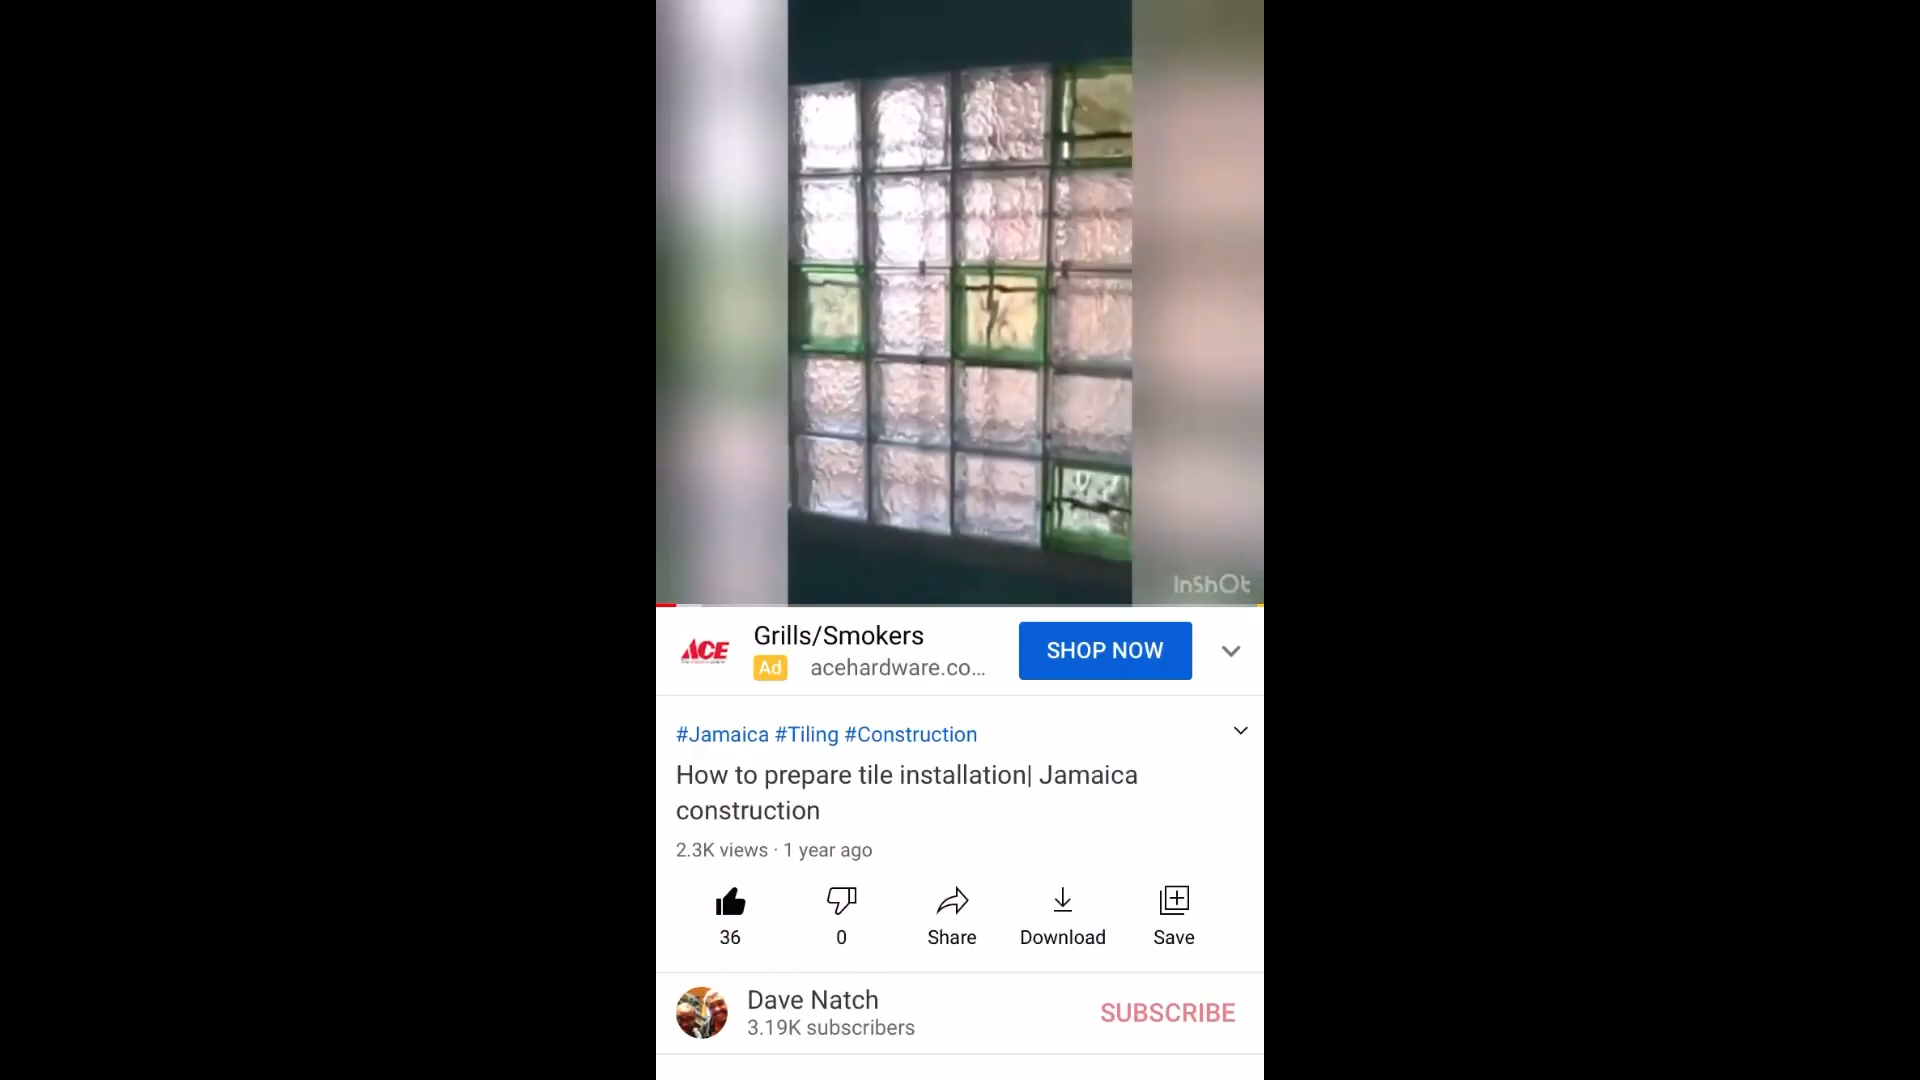 InShOt
ACE
Grills/Smokers
Ad acehardware.co...
SHOP NOW
#Jamaica #Tiling #Construction
How to prepare tile installation| Jamaica
construction
2.3K views · 1 year ago
36
0
Share
Download
Save
Dave Natch
3.19K subscribers
SUBSCRIBE